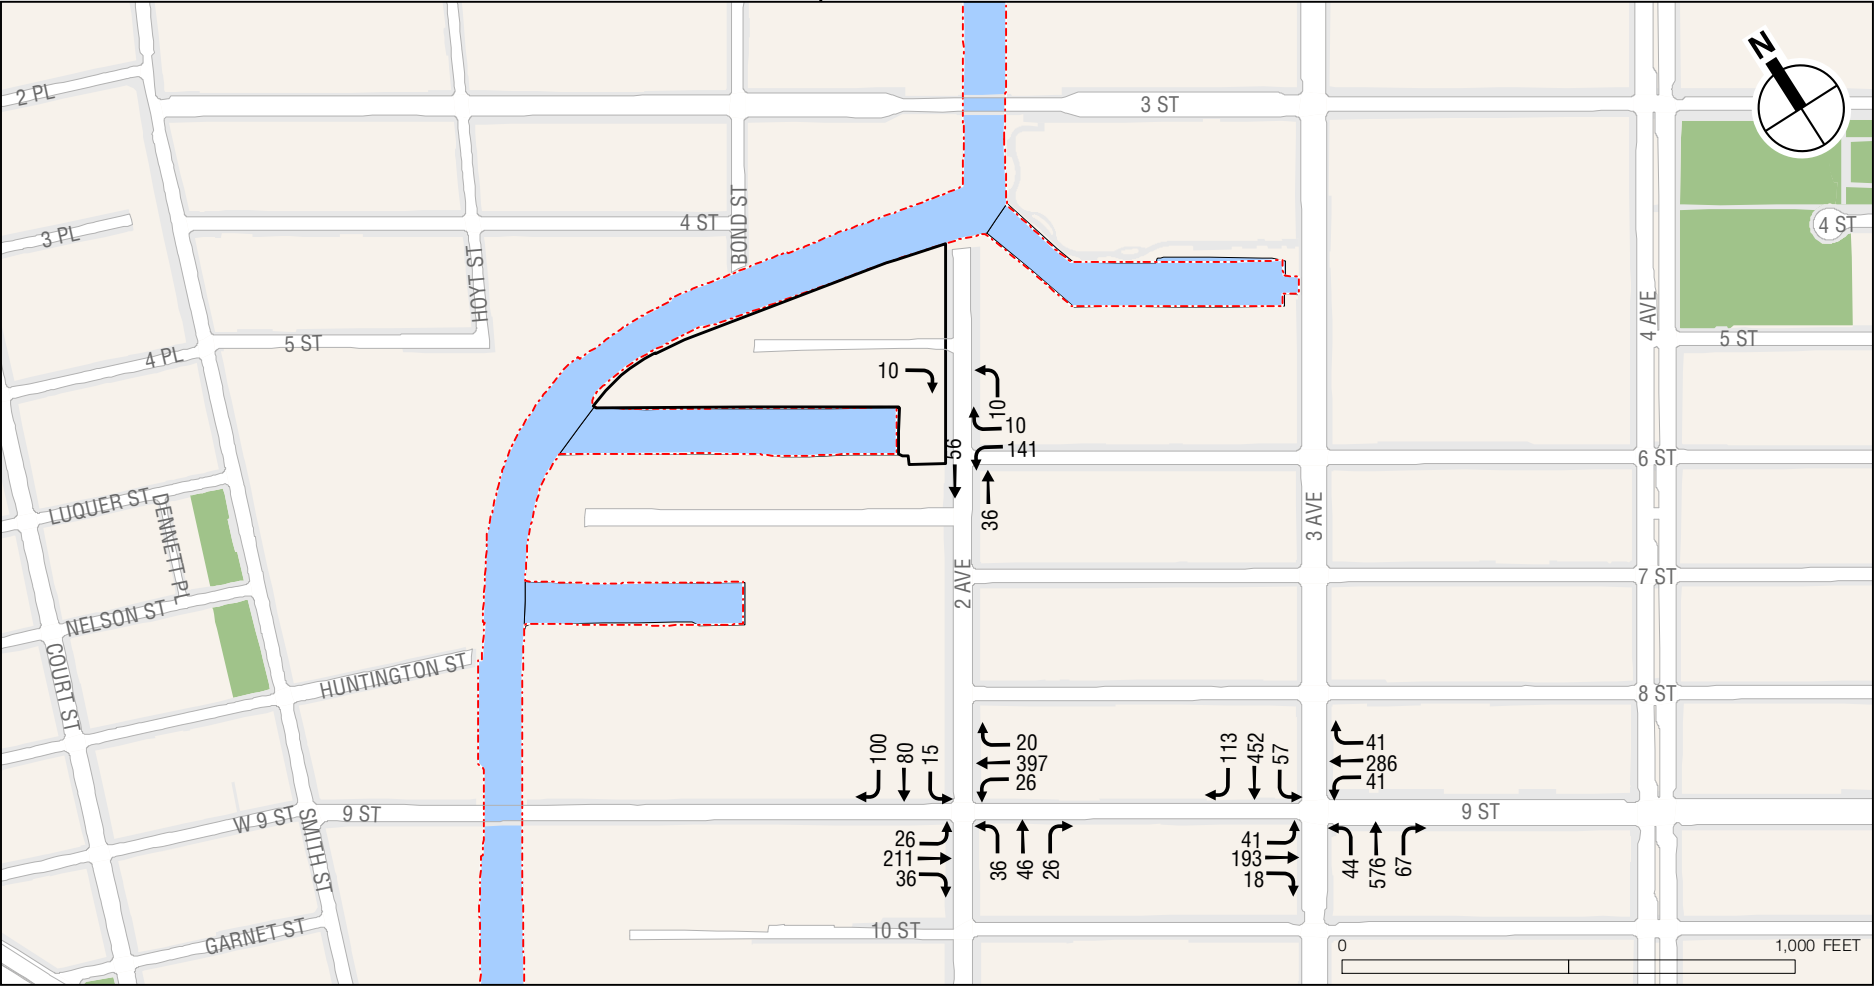 N
2 PL
3 ST
3 PL
4 ST
BOND ST
4 ST
HOYT ST
4 AVE
5 ST
4 PL
5 ST
10
10
10
141
56
36
6 ST
3 AVE
LUQUER ST
DENNETT PL
7 ST
2 AVE
NELSON ST
COURT ST
HUNTINGTON ST
8 ST
100
80
15
20
397
26
113
452
57
41
286
41
W 9 ST
SMITH ST
9 ST
9 ST
26
211
36
36
46
26
41
193
18
44
576
67
GARNET ST
10 ST
0
1,000 FEET